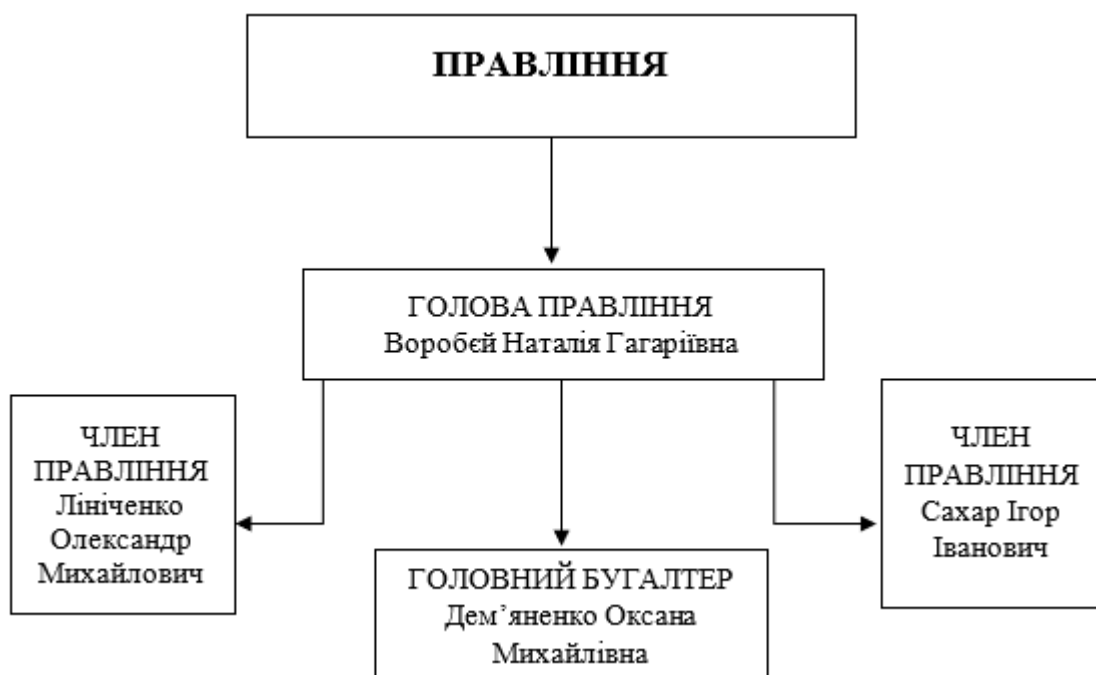 ПРАВЛІННЯ
ГОЛОВА ПРАВЛІННЯ
Воробєй Наталія Гагаріївна
ЧЛЕН
ПРАВЛІННЯ
Лініченко
Олександр
Михайлович
ГОЛОВНИЙ БУГАЛТЕР
Дем’яненко Оксана
Михайлівна
ЧЛЕН
ПРАВЛІННЯ
Сахар Ігор
Іванович